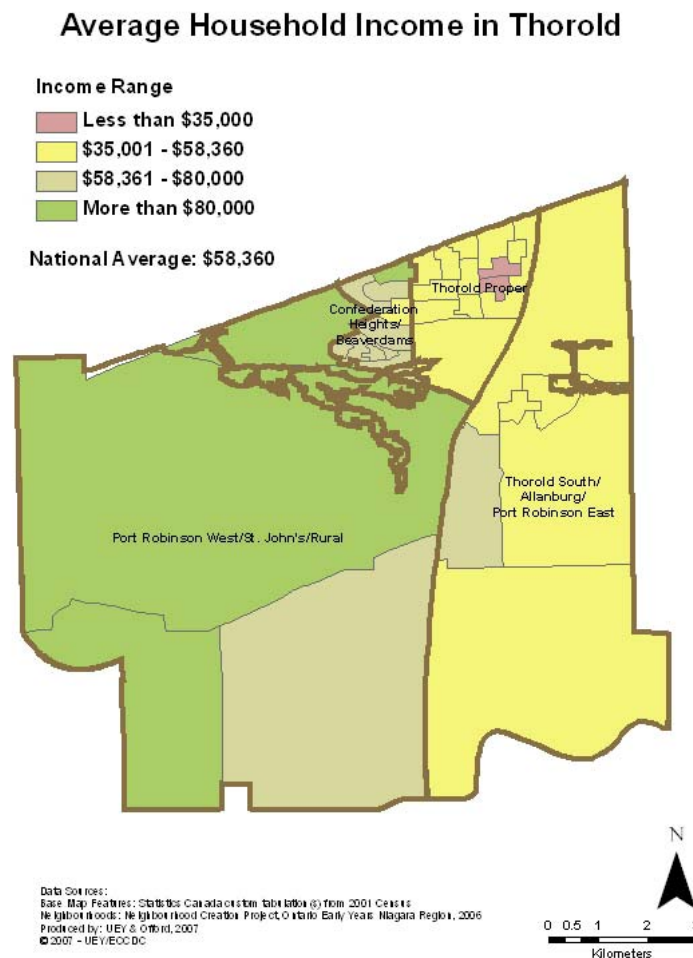 Average Household Income in Thorold
Income Range
Less than $35,000
$35,001 - $58,360
$58,361 - $80,000
More than $80,000
National Average: $58,360
Thorold Proper
Confederation
Heights/
Beaverdams
Thorold South/
Allanburg/
Port Robinson East
Port Robinson West/St. John's/Rural
N
Data Sources:
Base Map Features: Statistics Canada custom tabulation (s) from 2001 Census
Neighbourhoods: Neighbourhood Creation Project, Ontario Early Years Niagara Region, 2006
Produced by: UEY & Offord, 2007
© 2007 - UEY/ECCDC
0 0.5 1 2
Kilometers